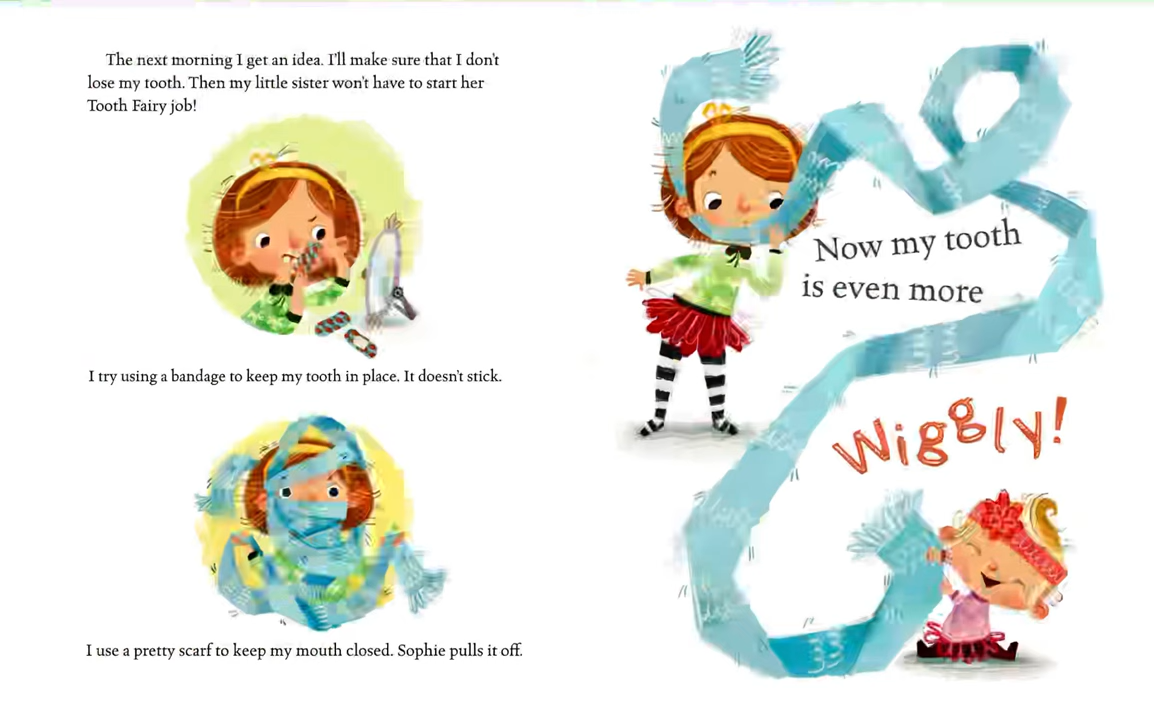 The next morning I get an idea. I'll make sure that I don't
lose my tooth. Then my little sister won't have to start her
Tooth Fairy job!
I try using a bandage to keep my tooth in place. It doesn't stick.
I use a pretty scarf to keep my mouth closed. Sophie pulls it off.
Now my tooth
is even more
Wiggly!